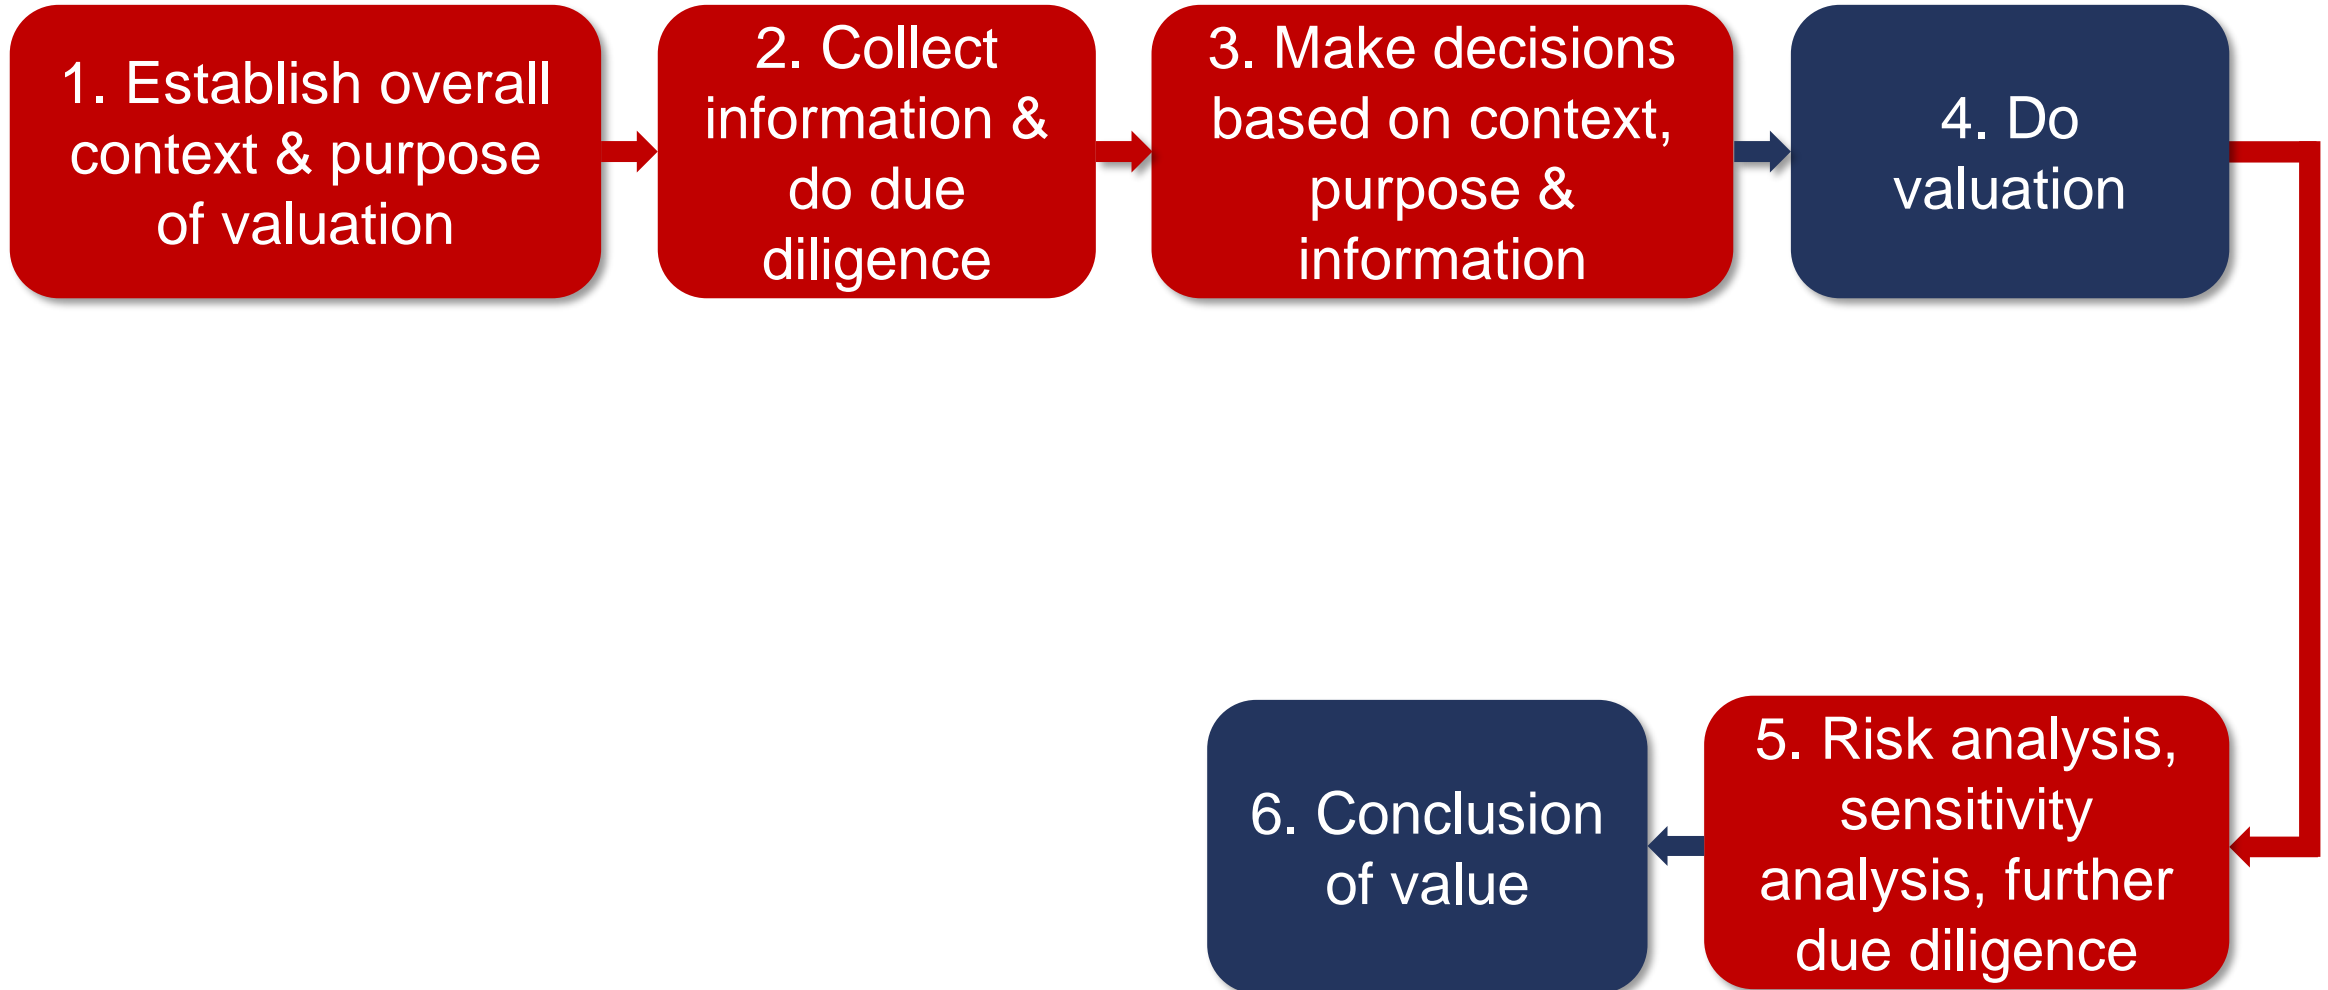 1. Establish overall
context & purpose
of valuation
2. Collect
information &
do due
diligence
3. Make decisions
based on context,
purpose &
information
4. Do
valuation
5. Risk analysis,
sensitivity
analysis, further
due diligence
6. Conclusion
of value